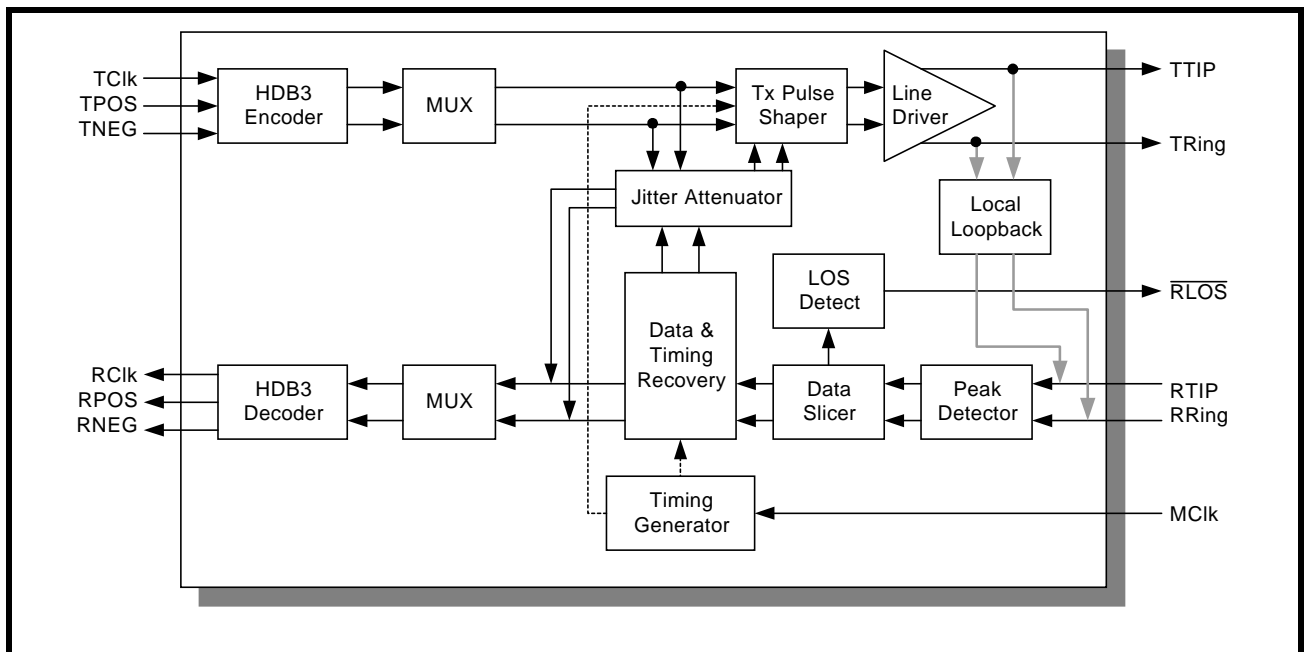 TClk
TPOS
TNEG
HDB3
Encoder
MUX
Tx Pulse
Shaper
Line
Driver
TTIP
TRing
Jitter Attenuator
Local
Loopback
LOS
Detect
RLOS
Data &
Timing
Recovery
RClk
RPOS
RNEG
HDB3
Decoder
MUX
Data
Slicer
Peak
Detector
RTIP
RRing
Timing
Generator
MClk